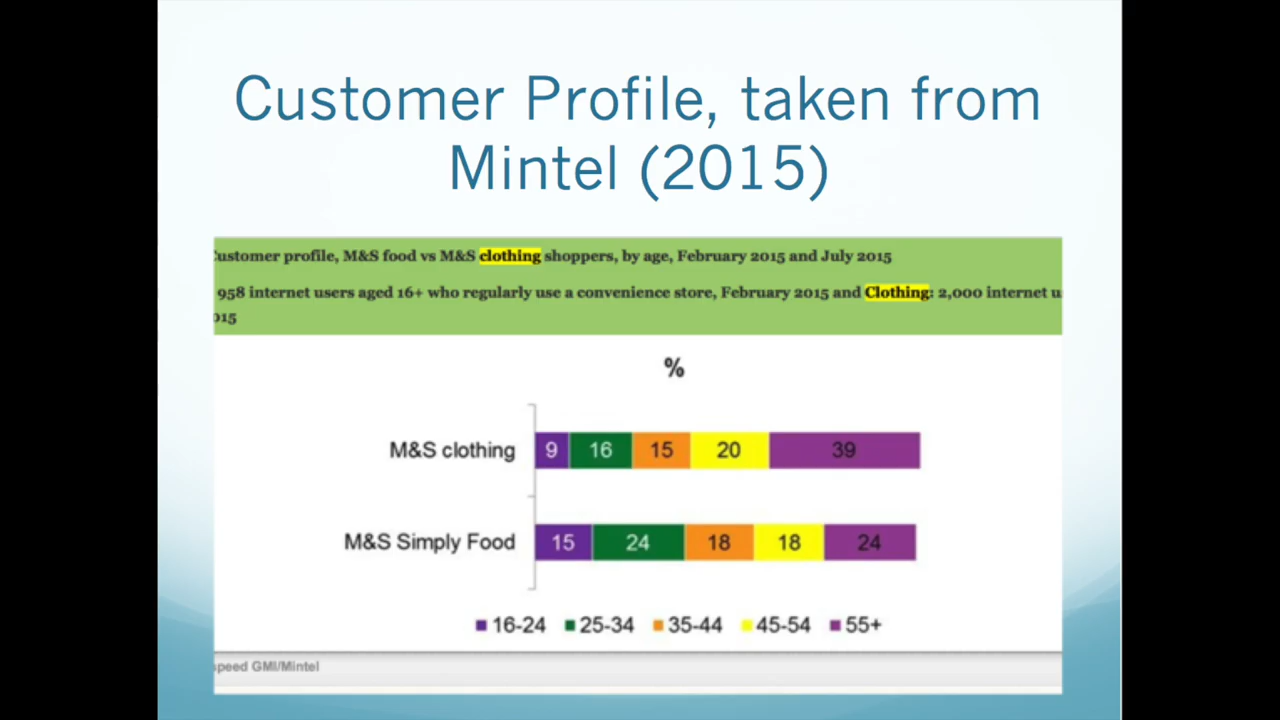 Customer Profile, taken from
Mintel (2015)
Customer profile, M&S food vs M&S clothing shoppers, by age, February 2015 and July 2015
958 internet users aged 16+ who regularly use a convenience store, February 2015 and Clothing: 2,000 internet u
015
%
M&S clothing 9 16 15 20 39
M&S Simply Food 15 24 18 18 24
16-24 25-34 35-44 45-54 55+
peed GMI/Mintel